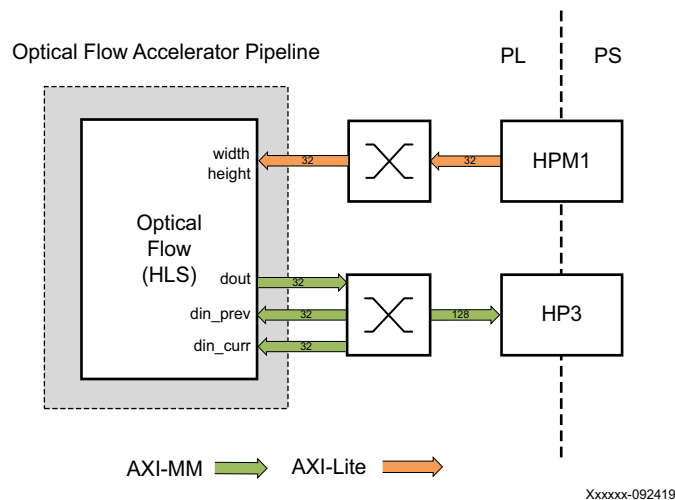 Optical Flow Accelerator Pipeline
PL
PS
width
height
32
32
HPM1
Optical
Flow
(HLS)
dout
32
din_prev
32
128
HP3
din_curr
32
AXI-MM
AXI-Lite
Xxxxxx-092419